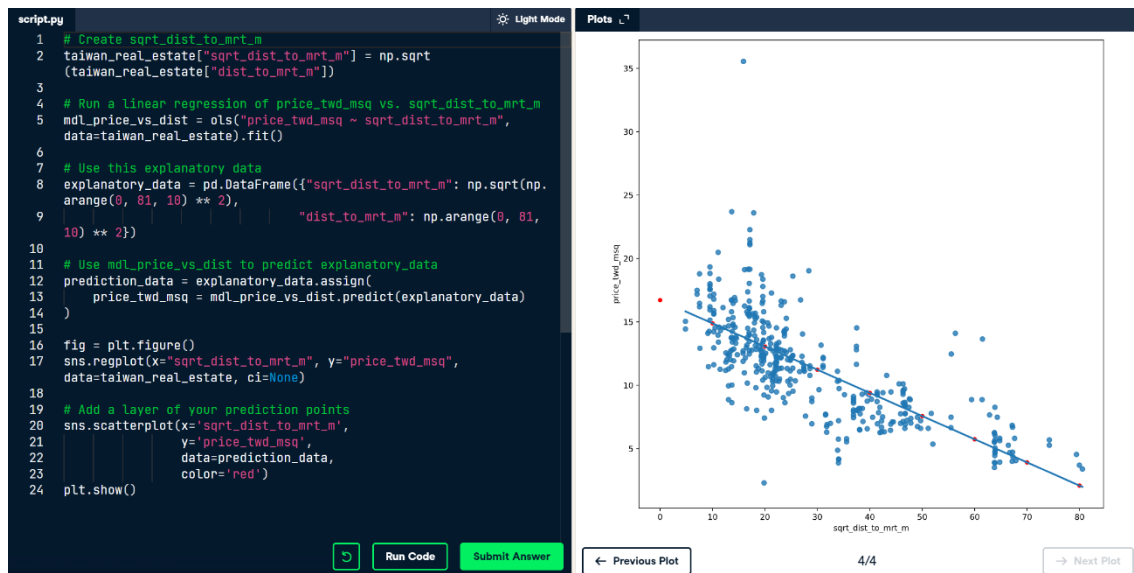 script.py
Light Mode
1 # Create sqrt_dist_to_mrt_m
2 taiwan_real_estate["sqrt_dist_to_mrt_m"] = np.sqrt
(taiwan_real_estate["dist_to_mrt_m"])
3
4 # Run a linear regression of price_twd_msq vs. sqrt_dist_to_mrt_m
5 mdl_price_vs_dist = ols("price_twd_msq ~ sqrt_dist_to_mrt_m",
data=taiwan_real_estate).fit()
6
7 # Use this explanatory data
8 explanatory_data = pd.DataFrame({"sqrt_dist_to_mrt_m": np.sqrt(np.
arange(0, 81, 10) ** 2),
9 "dist_to_mrt_m": np.arange(0, 81,
10) ** 2})
10
11 # Use mdl_price_vs_dist to predict explanatory_data
12 prediction_data = explanatory_data.assign(
13 price_twd_msq = mdl_price_vs_dist.predict(explanatory_data)
14 )
15
16 fig = plt.figure()
17 sns.regplot(x="sqrt_dist_to_mrt_m", y="price_twd_msq",
data=taiwan_real_estate, ci=None)
18
19 # Add a layer of your prediction points
20 sns.scatterplot(x='sqrt_dist_to_mrt_m',
21 y='price_twd_msq',
22 data=prediction_data,
23 color='red')
24 plt.show()
Run Code
Submit Answer
Plots
35
30
25
20
15
10
5
price_twd_msq
0 10 20 30 40 50 60 70 80
sqrt_dist_to_mrt_m
← Previous Plot
4/4
→ Next Plot